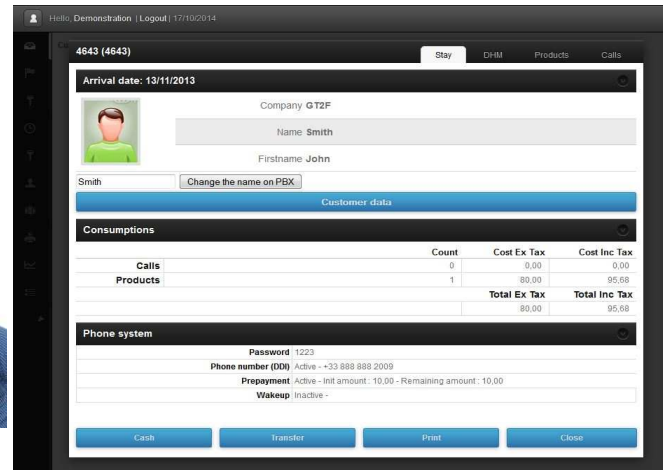 Hello, Demonstration | Logout | 17/10/2014
4643 (4643)
Stay DHM Products Calls
Arrival date: 13/11/2013
Company GT2F
Name Smith
Firstname John
Smith Change the name on PBX
Customer data
Consumptions
Count Cost Ex Tax Cost Inc Tax
Calls 0 0,00 0,00
Products 1 80,00 95,68
Total Ex Tax Total Inc Tax
80,00 95,68
Phone system
Password 1223
Phone number (DDI) Active - +33 888 888 2009
Prepayment Active - Init amount : 10,00 - Remaining amount : 10,00
Wakeup Inactive -
Cash Transfer Print Close